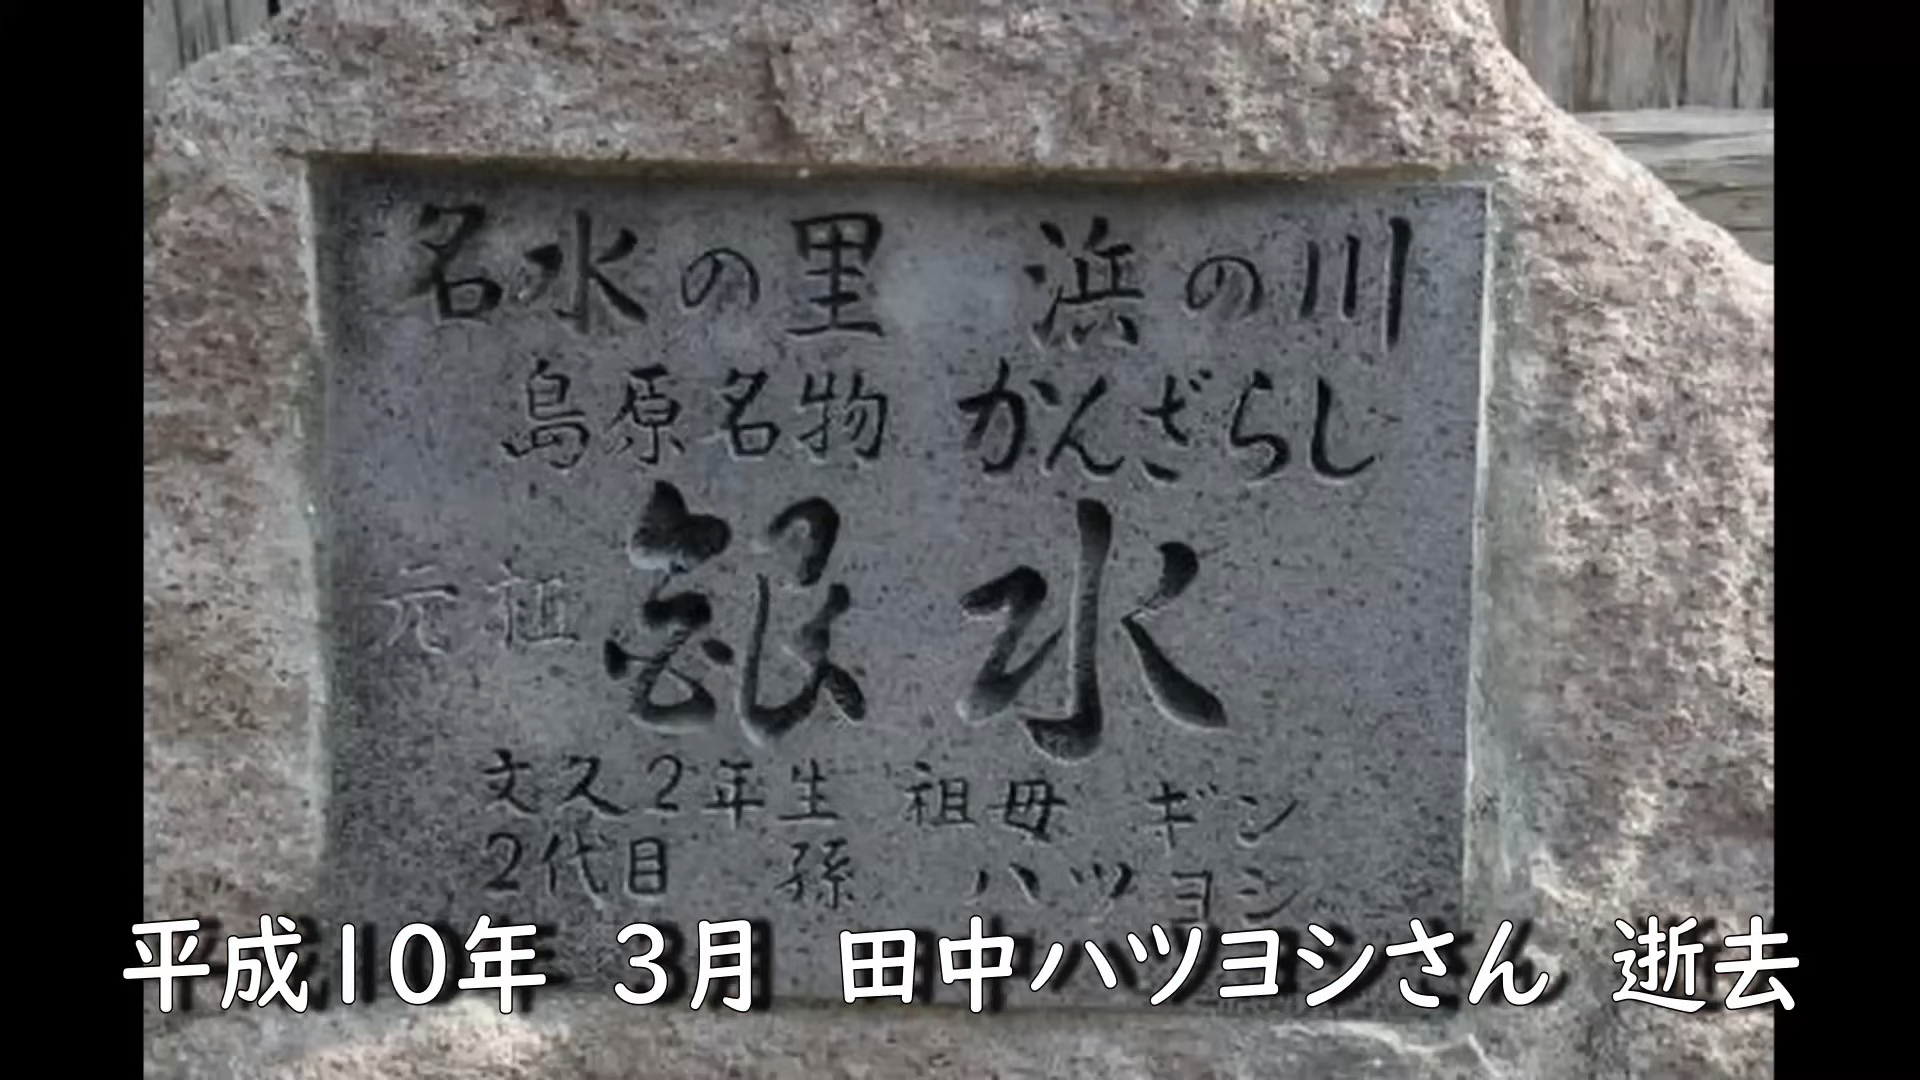 名水の里 浜の川
島原名物 かんざらし
元祖 銀水
文久2年生 祖母 ギン
2代目 孫 ハツヨシ
平成10年 3月 田中ハツヨシさん 逝去